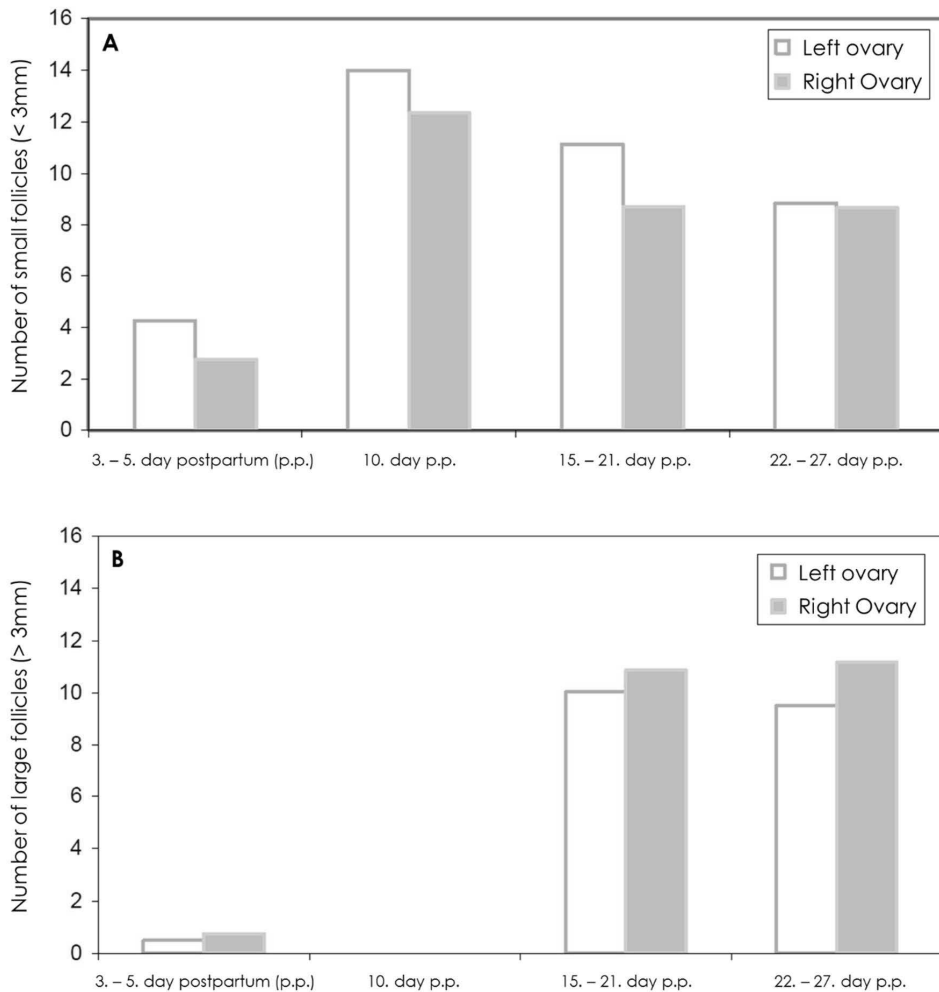 A
Left ovary
Right Ovary
Number of small follicles (< 3mm)
16
14
12
10
8
6
4
2
0
3. – 5. day postpartum (p.p.)
10. day p.p.
15. – 21. day p.p.
22. – 27. day p.p.
B
Left ovary
Right Ovary
Number of large follicles (> 3mm)
16
14
12
10
8
6
4
2
0
3. – 5. day postpartum (p.p.)
10. day p.p.
15. – 21. day p.p.
22. – 27. day p.p.